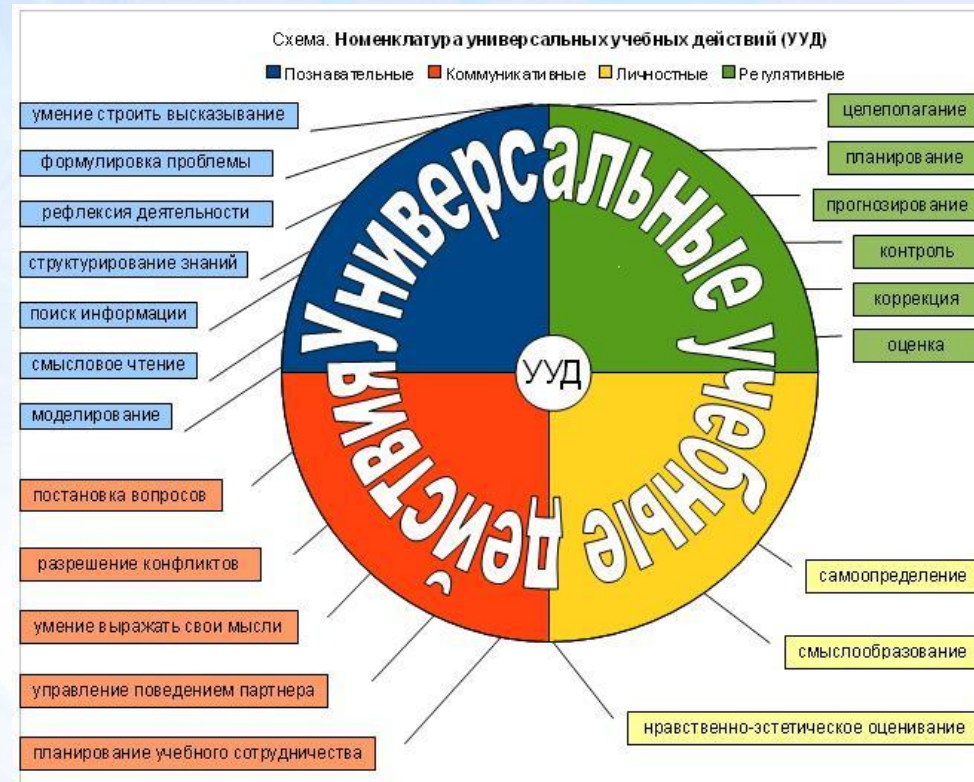 Схема. Номенклатура универсальных учебных действий (УУД)
Познавательные Коммуникативные Личностные Регулятивные
умение строить высказывание
формулировка проблемы
рефлексия деятельности
структурирование знаний
поиск информации
смысловое чтение
моделирование
постановка вопросов
разрешение конфликтов
умение выражать свои мысли
управление поведением партнера
планирование учебного сотрудничества
Универсальные учебные действия
УУД
целеполагание
планирование
прогнозирование
контроль
коррекция
оценка
самоопределение
смыслообразование
нравственно-эстетическое оценивание